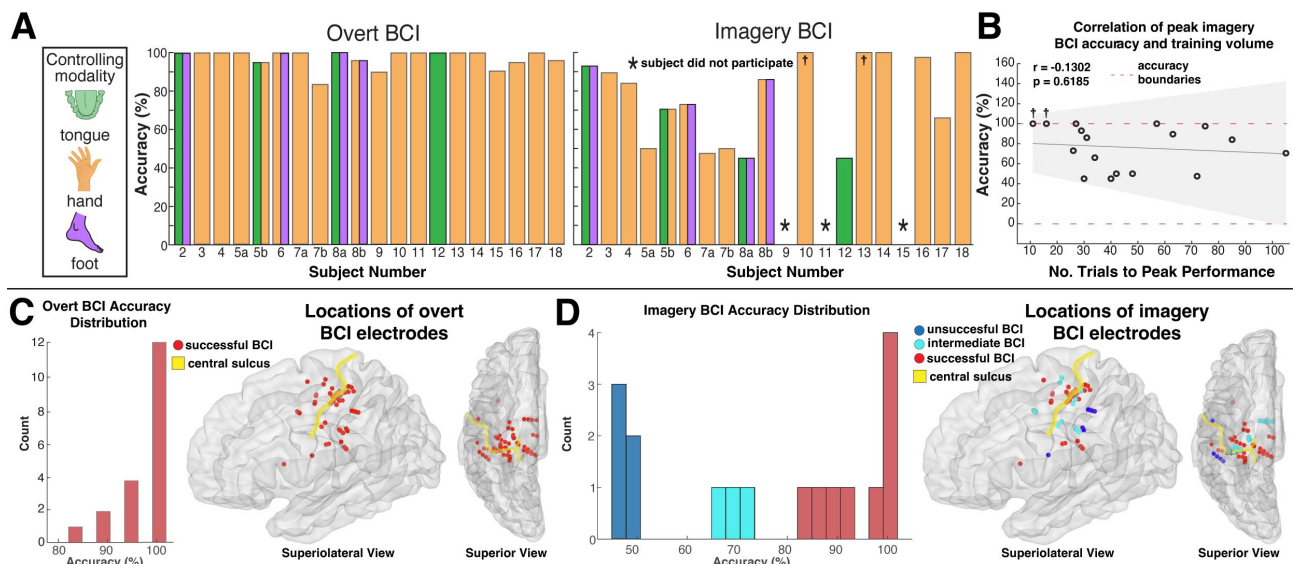 A
Controlling
modality
tongue
hand
foot
Overt BCI
Accuracy (%)
100
80
60
40
20
0
2 3 4 5a 5b 6 7a 7b 8a 8b 9 10 11 12 13 14 15 16 17 18
Subject Number
Imagery BCI
* subject did not participate
† †
* * *
2 3 4 5a 5b 6 7a 7b 8a 8b 9 10 11 12 13 14 15 16 17 18
Subject Number
B
Correlation of peak imagery
BCI accuracy and training volume
r = -0.1302
p = 0.6185
accuracy
boundaries
† †
Accuracy (%)
160
140
120
100
80
60
40
20
0
10 20 30 40 50 60 70 80 90 100
No. Trials to Peak Performance
C
Overt BCI Accuracy
Distribution
Count
12
10
8
6
4
2
0
80 90 100
Accuracy (%)
Locations of overt
BCI electrodes
successful BCI
central sulcus
Superiolateral View
Superior View
D
Imagery BCI Accuracy Distribution
Count
4
3
2
1
0
50 60 70 80 90 100
Accuracy (%)
Locations of imagery
BCI electrodes
unsuccesful BCI
intermediate BCI
successful BCI
central sulcus
Superiolateral View
Superior View